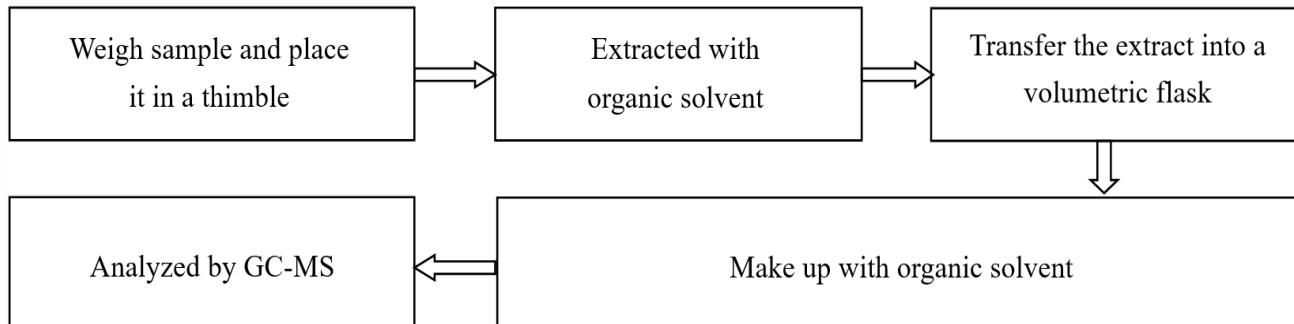 Weigh sample and place
it in a thimble
Extracted with
organic solvent
Transfer the extract into a
volumetric flask
Make up with organic solvent
Analyzed by GC-MS